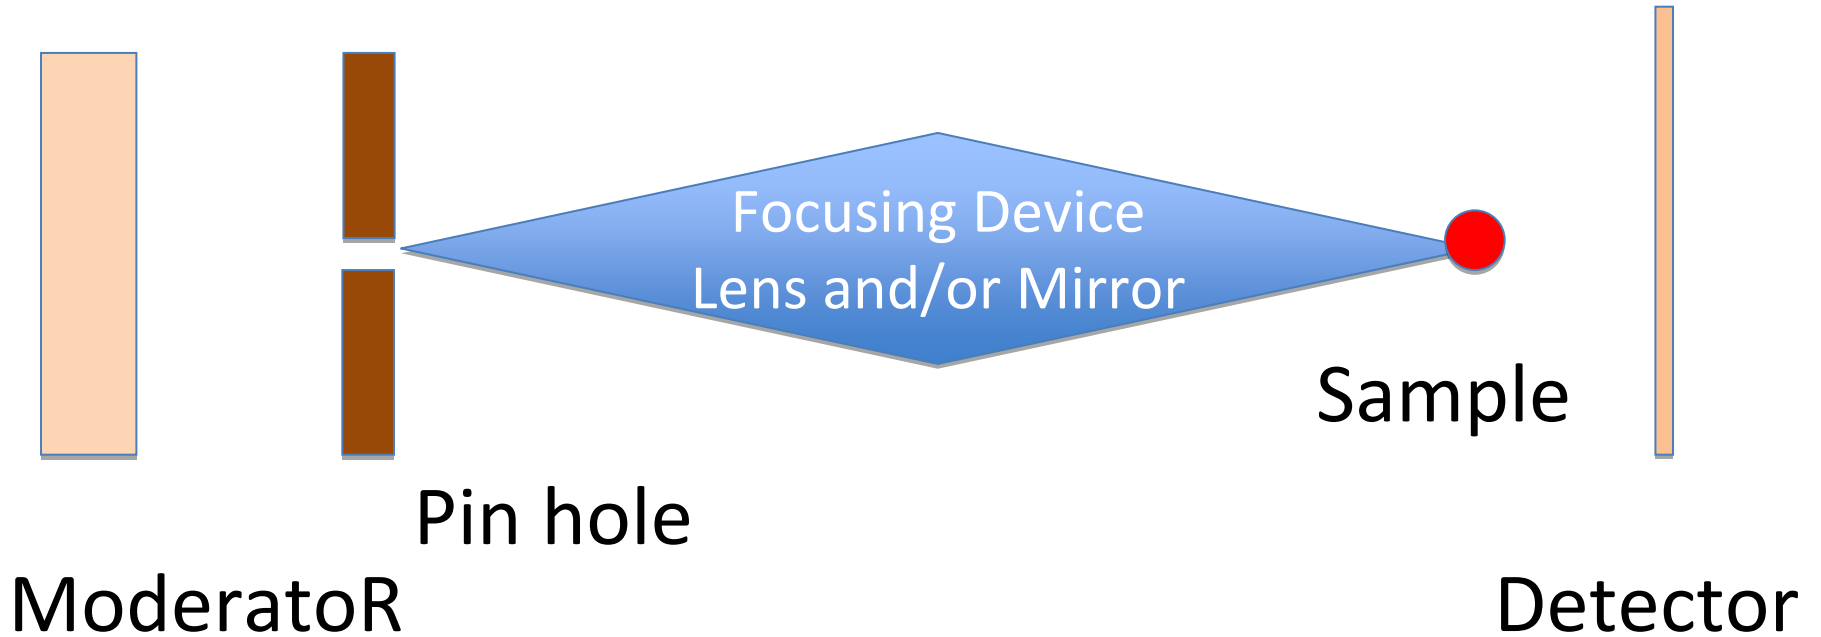 Focusing Device
Lens and/or Mirror
Sample
Pin hole
ModeratoR
Detector